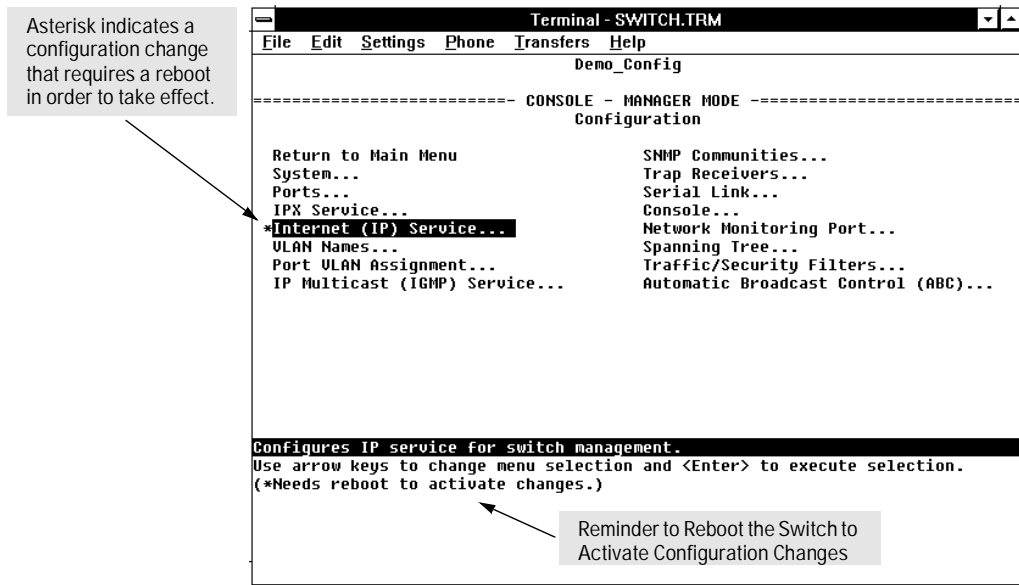 Asterisk indicates a
configuration change
that requires a reboot
in order to take effect.
Terminal - SWITCH.TRM
File Edit Settings Phone Transfers Help
Demo_Config
==========================- CONSOLE - MANAGER MODE -===========================
Configuration
Return to Main Menu
System...
Ports...
IPX Service...
*Internet (IP) Service...
VLAN Names...
Port VLAN Assignment...
IP Multicast (IGMP) Service...
SNMP Communities...
Trap Receivers...
Serial Link...
Console...
Network Monitoring Port...
Spanning Tree...
Traffic/Security Filters...
Automatic Broadcast Control (ABC)...
Configures IP service for switch management.
Use arrow keys to change menu selection and <Enter> to execute selection.
(*Needs reboot to activate changes.)
Reminder to Reboot the Switch to
Activate Configuration Changes